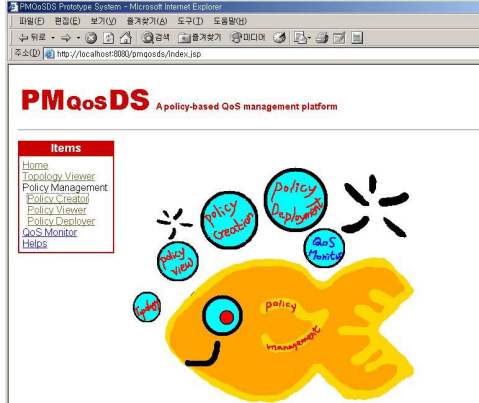 PMQoSDS Prototype System - Microsoft Internet Explorer
파일(F) 편집(E) 보기(V) 즐겨찾기(A) 도구(T) 도움말(H)
뒤로 검색 즐겨찾기 미디어
주소(D) http://localhost:8080/pmqosds/index.jsp
PMQosDS A policy-based QoS management platform
Items
Home
Topology Viewer
Policy Management
Policy Creator
Policy Viewer
Policy Deployer
QoS Monitor
Helps
Policy Deployment
policy Creation
QoS Monitor
policy view
policy
management